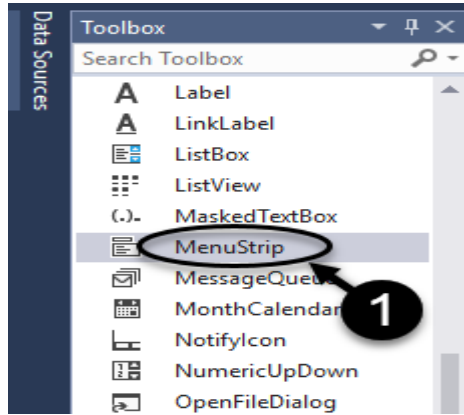 Data Sources
Toolbox
Search Toolbox
A Label
A LinkLabel
ListBox
ListView
(.)- MaskedTextBox
MenuStrip
MessageQueue
MonthCalendar
1
NotifyIcon
NumericUpDown
OpenFileDialog